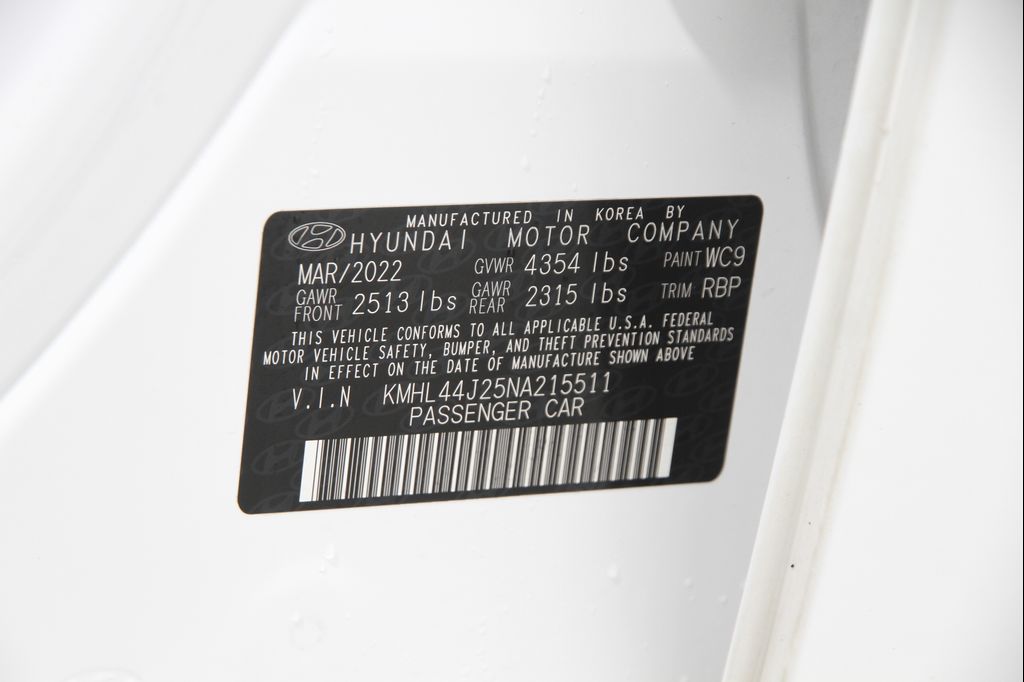 MANUFACTURED IN KOREA BY
HYUNDAI MOTOR COMPANY
MAR/2022 GVWR 4354 lbs PAINT WC9
GAWR FRONT 2513 lbs GAWR REAR 2315 lbs TRIM RBP
THIS VEHICLE CONFORMS TO ALL APPLICABLE U.S.A. FEDERAL
MOTOR VEHICLE SAFETY, BUMPER, AND THEFT PREVENTION STANDARDS
IN EFFECT ON THE DATE OF MANUFACTURE SHOWN ABOVE
V.I.N KMHL44J25NA215511
PASSENGER CAR